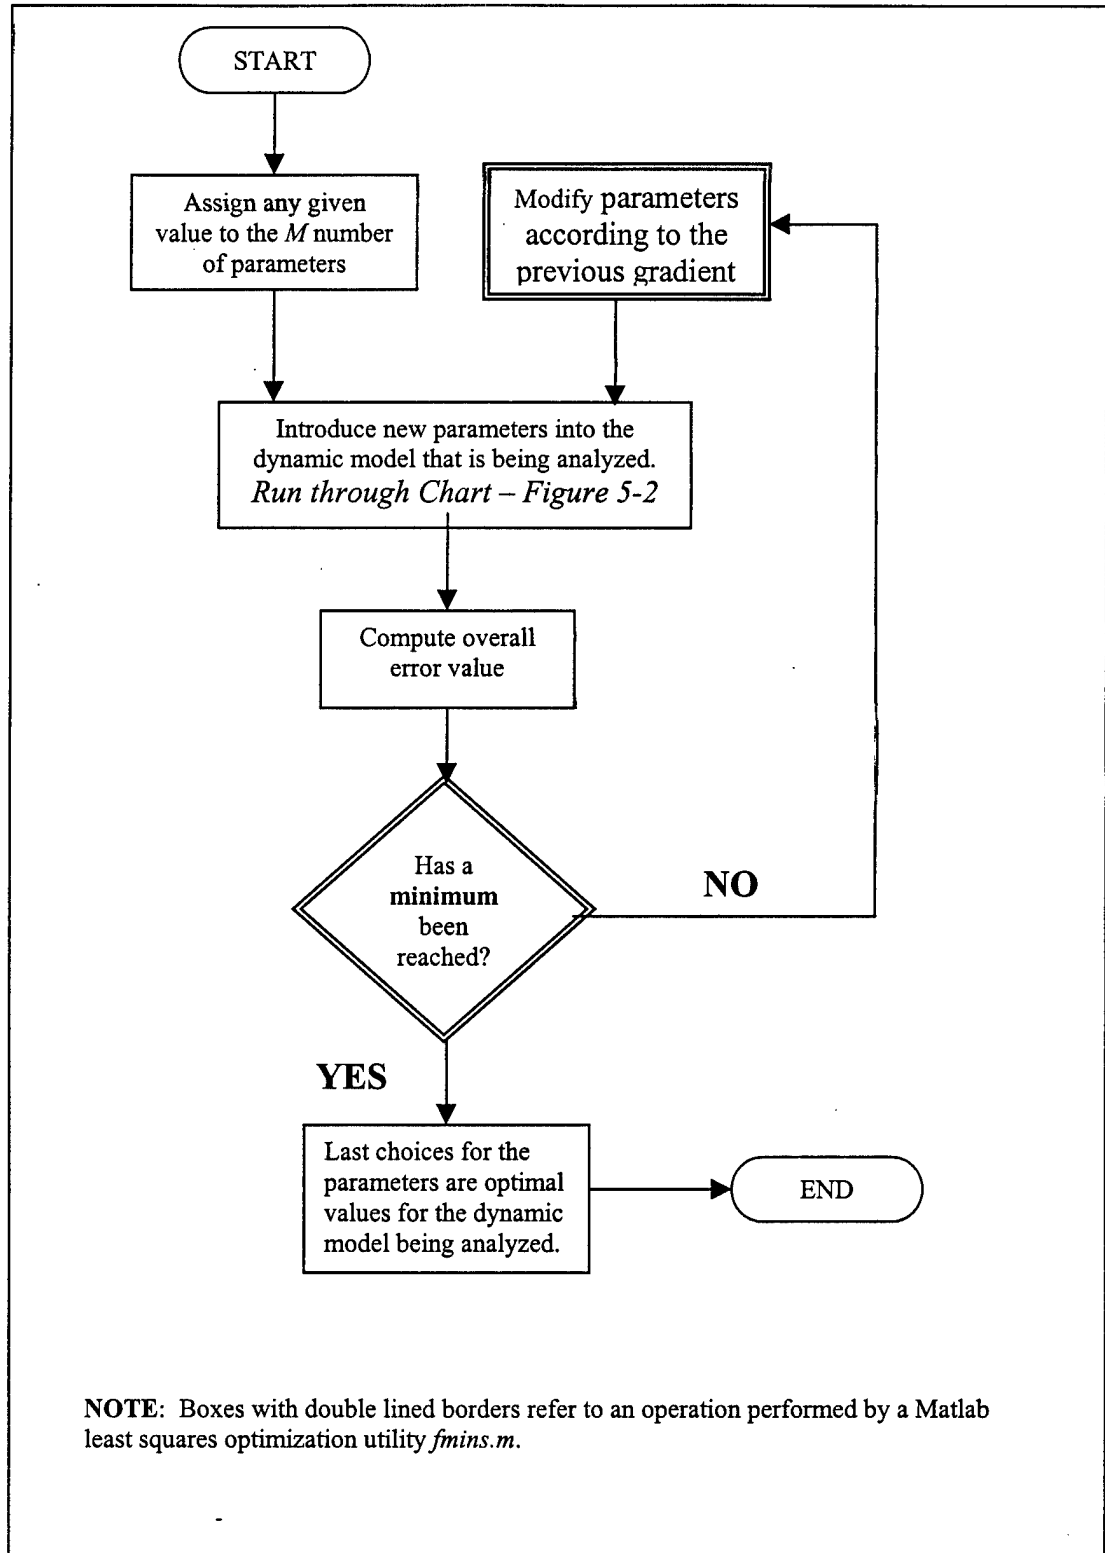 START
Assign any given
value to the M number
of parameters
Modify parameters
according to the
previous gradient
Introduce new parameters into the
dynamic model that is being analyzed.
Run through Chart – Figure 5-2
Compute overall
error value
Has a
minimum
been
reached?
NO
YES
Last choices for the
parameters are optimal
values for the dynamic
model being analyzed.
END
NOTE: Boxes with double lined borders refer to an operation performed by a Matlab
least squares optimization utility fmins.m.